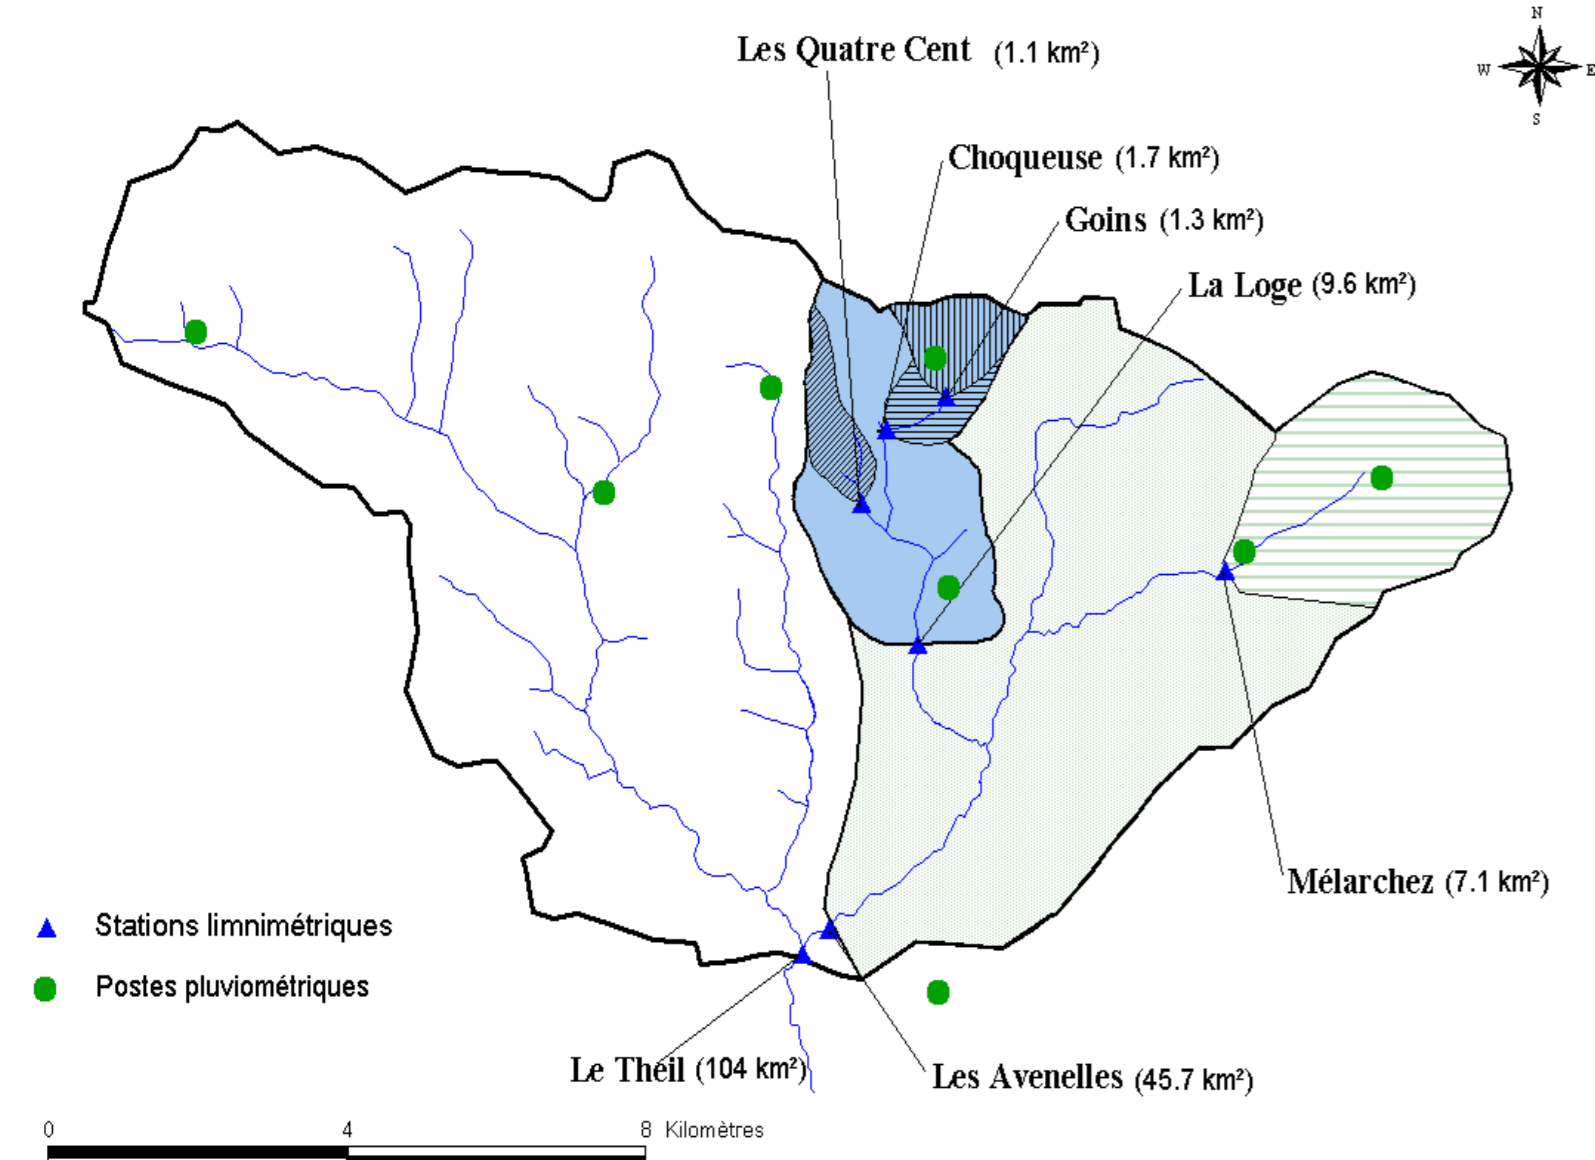 N
W E
S
Les Quatre Cent (1.1 km²)
Choqueuse (1.7 km²)
Goins (1.3 km²)
La Loge (9.6 km²)
Mélarchez (7.1 km²)
Stations limnimétriques
Postes pluviométriques
Le Theil (104 km²)
Les Avenelles (45.7 km²)
0 4 8 Kilomètres